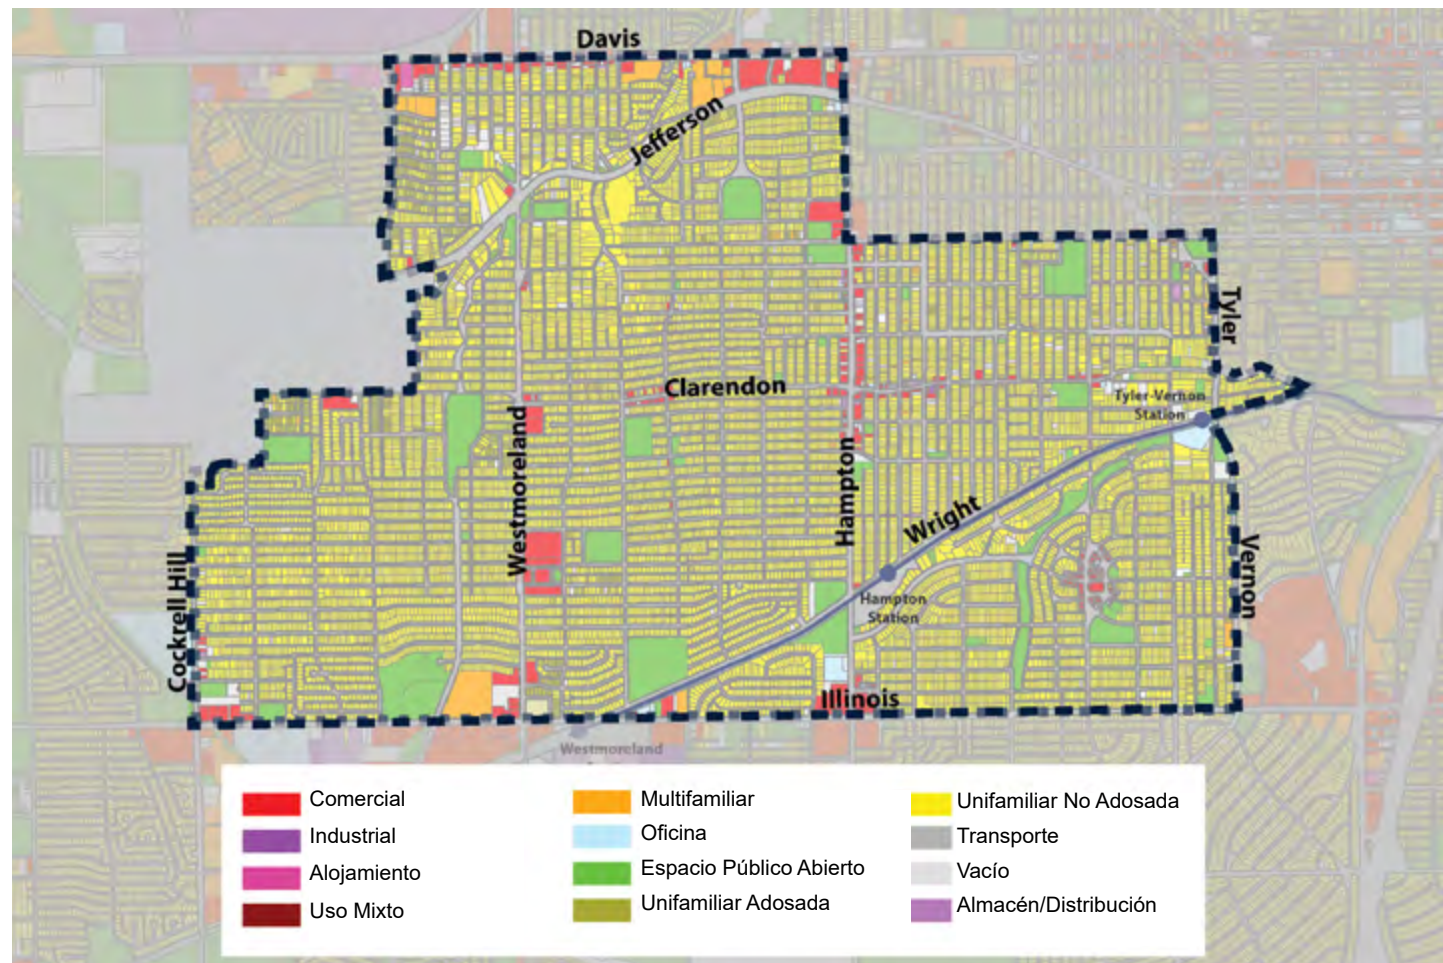 Davis
Jefferson
Tyler
Clarendon
Tyler-Vernon
Station
Westmoreland
Hampton
Wright
Cockrell Hill
Vernon
Hampton
Station
Illinois
Westmoreland
Comercial
Industrial
Alojamiento
Uso Mixto
Multifamiliar
Oficina
Espacio Público Abierto
Unifamiliar Adosada
Unifamiliar No Adosada
Transporte
Vacío
Almacén/Distribución